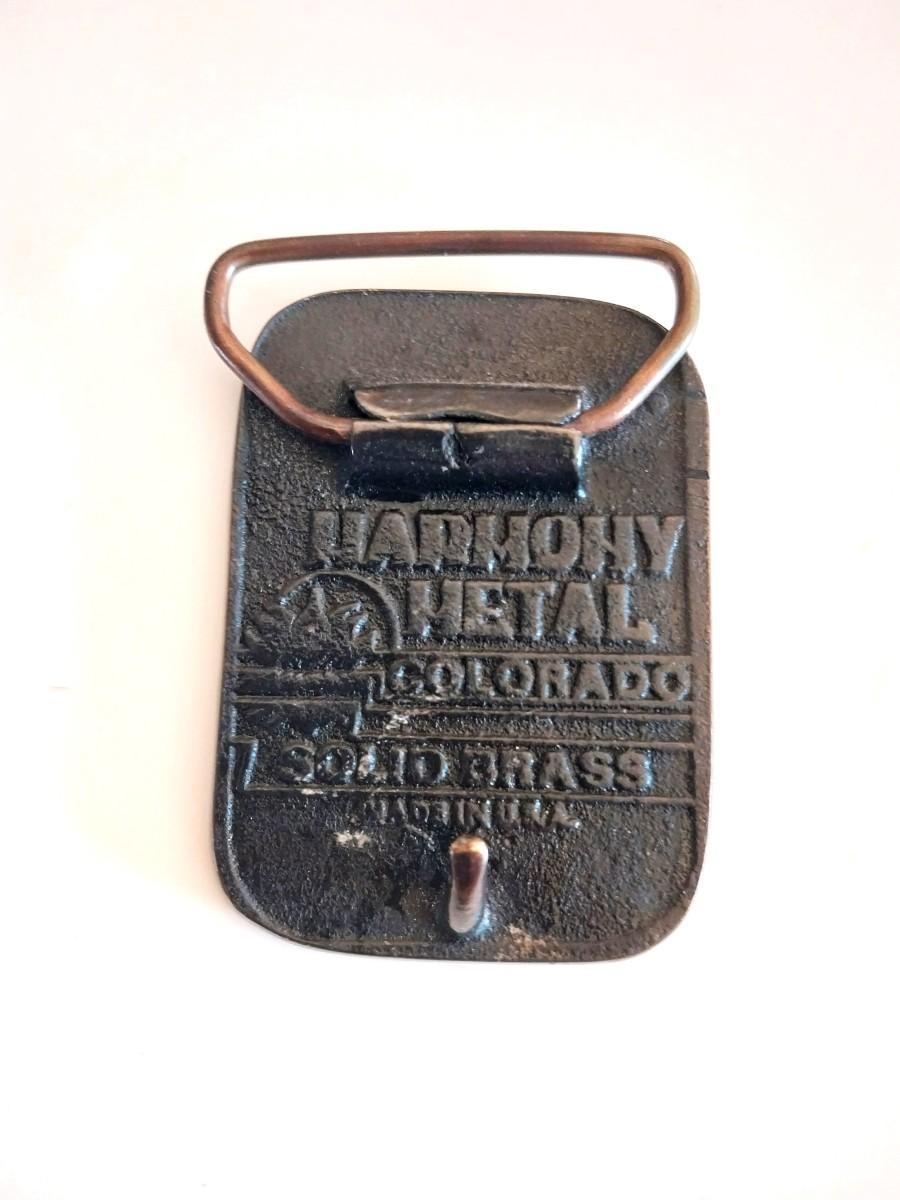 HARMONY
METAL
COLORADO
SOLID BRASS
MADE IN U.S.A.